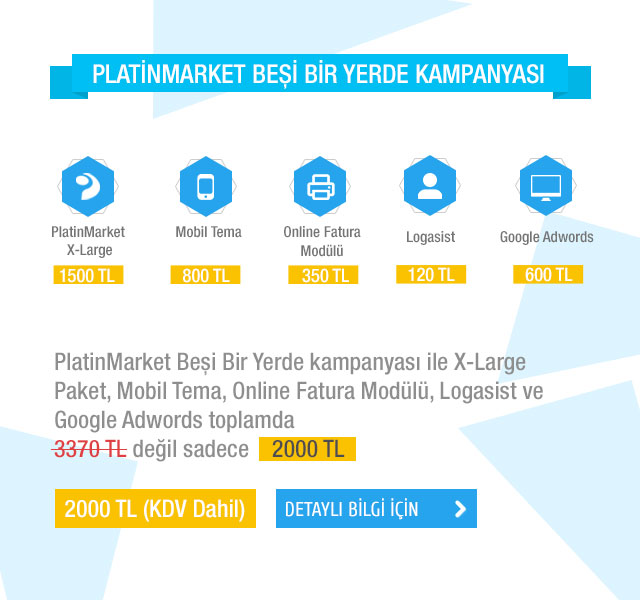 PLATİNMARKET BEŞİ BİR YERDE KAMPANYASI
PlatinMarket
X-Large
1500 TL
Mobil Tema
800 TL
Online Fatura
Modülü
350 TL
Logasist
120 TL
Google Adwords
600 TL
PlatinMarket Beşi Bir Yerde kampanyası ile X-Large
Paket, Mobil Tema, Online Fatura Modülü, Logasist ve
Google Adwords toplamda
3370 TL değil sadece 2000 TL
2000 TL (KDV Dahil)
DETAYLI BİLGİ İÇİN